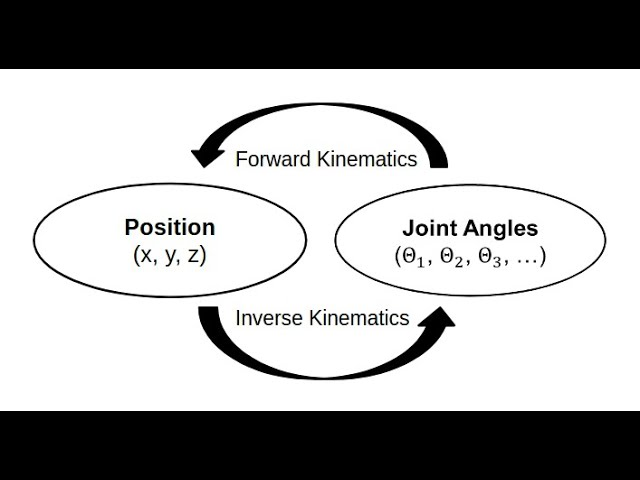 Forward Kinematics
Position
(x, y, z)
Joint Angles
(Θ₁, Θ₂, Θ₃, ...)
Inverse Kinematics